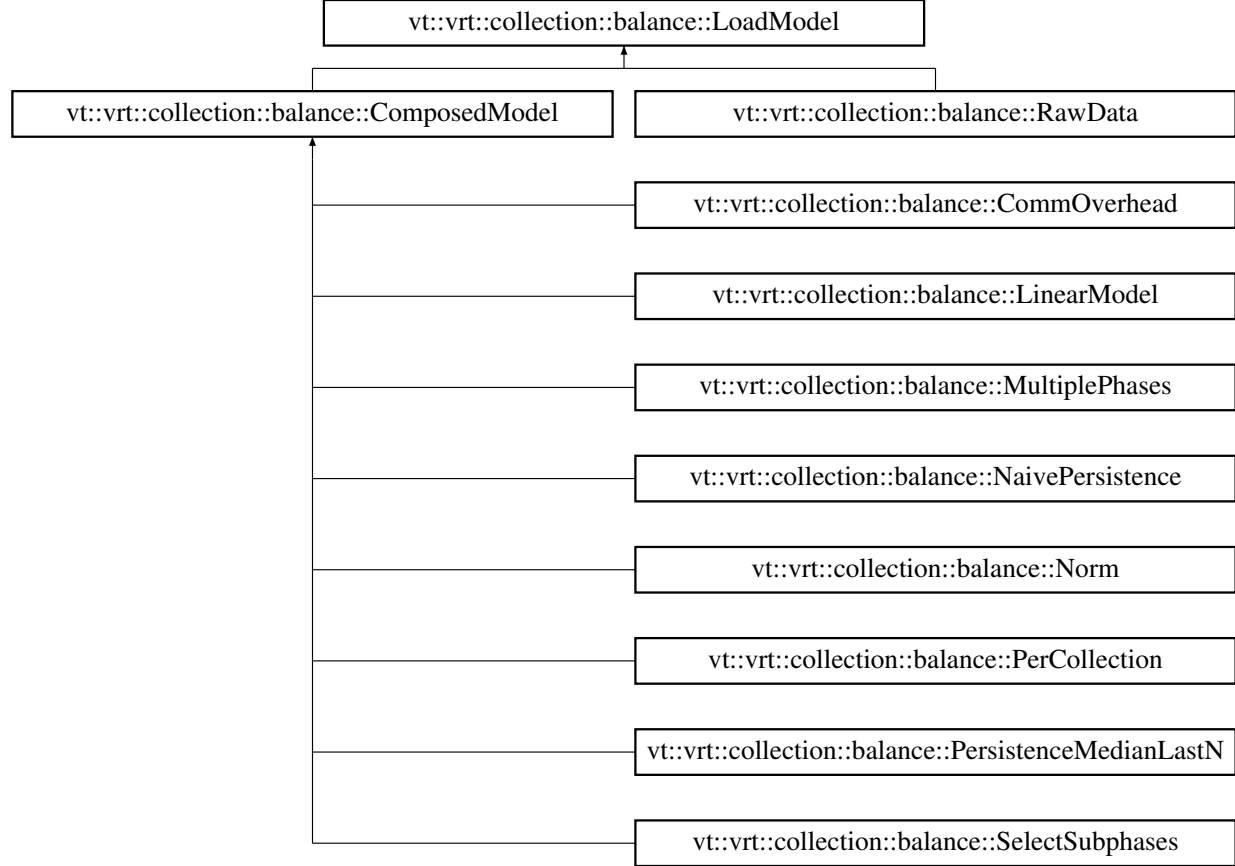 vt::vrt::collection::balance::LoadModel
vt::vrt::collection::balance::ComposedModel
vt::vrt::collection::balance::RawData
vt::vrt::collection::balance::CommOverhead
vt::vrt::collection::balance::LinearModel
vt::vrt::collection::balance::MultiplePhases
vt::vrt::collection::balance::NaivePersistence
vt::vrt::collection::balance::Norm
vt::vrt::collection::balance::PerCollection
vt::vrt::collection::balance::PersistenceMedianLastN
vt::vrt::collection::balance::SelectSubphases